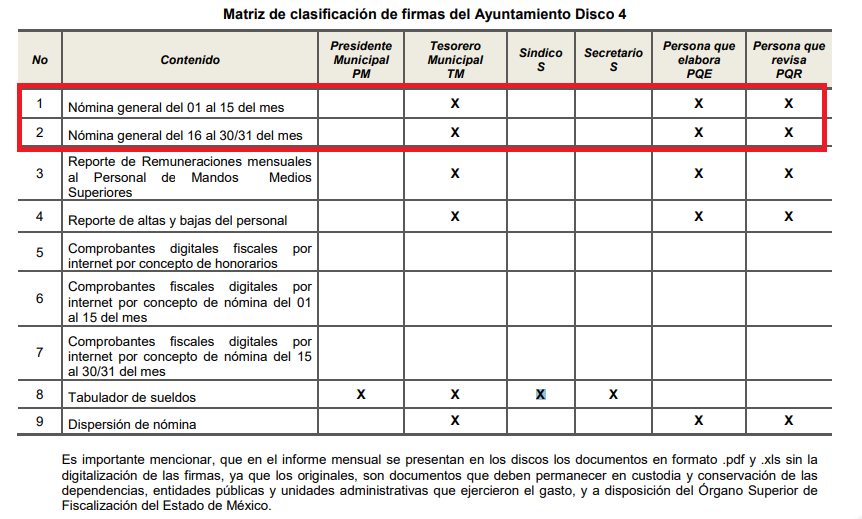 Matriz de clasificación de firmas del Ayuntamiento Disco 4
No
Contenido
Presidente
Municipal
PM
Tesorero
Municipal
TM
Sindico
S
Secretario
S
Persona que
elabora
PQE
Persona que
revisa
PQR
1 Nómina general del 01 al 15 del mes X X X
2 Nómina general del 16 al 30/31 del mes X X X
3 Reporte de Remuneraciones mensuales
al Personal de Mandos Medios
Superiores
X X X
4 Reporte de altas y bajas del personal X X X
5 Comprobantes digitales fiscales por
internet por concepto de honorarios
6 Comprobantes fiscales digitales por
internet por concepto de nómina del 01
al 15 del mes
7 Comprobantes fiscales digitales por
internet por concepto de nómina del 15
al 30/31 del mes
8 Tabulador de sueldos X X X X
9 Dispersión de nómina X X X
Es importante mencionar, que en el informe mensual se presentan en los discos los documentos en formato .pdf y .xls sin la
digitalización de las firmas, ya que los originales, son documentos que deben permanecer en custodia y conservación de las
dependencias, entidades públicas y unidades administrativas que ejercieron el gasto, y a disposición del Órgano Superior de
Fiscalización del Estado de México.